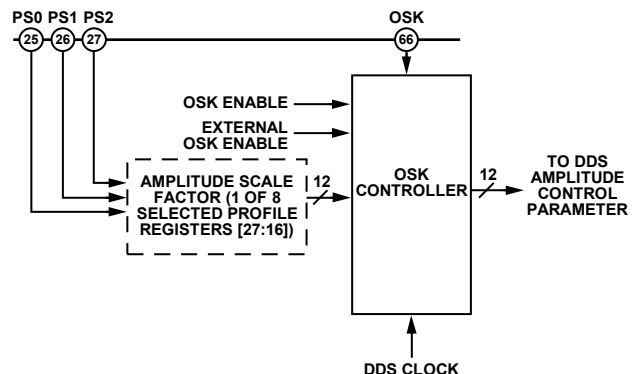 PS0 PS1 PS2
OSK
25 26 27
66
OSK ENABLE
EXTERNAL
OSK ENABLE
AMPLITUDE SCALE
FACTOR (1 OF 8
SELECTED PROFILE
REGISTERS [27:16])
12
OSK
CONTROLLER
12
TO DDS
AMPLITUDE
CONTROL
PARAMETER
DDS CLOCK